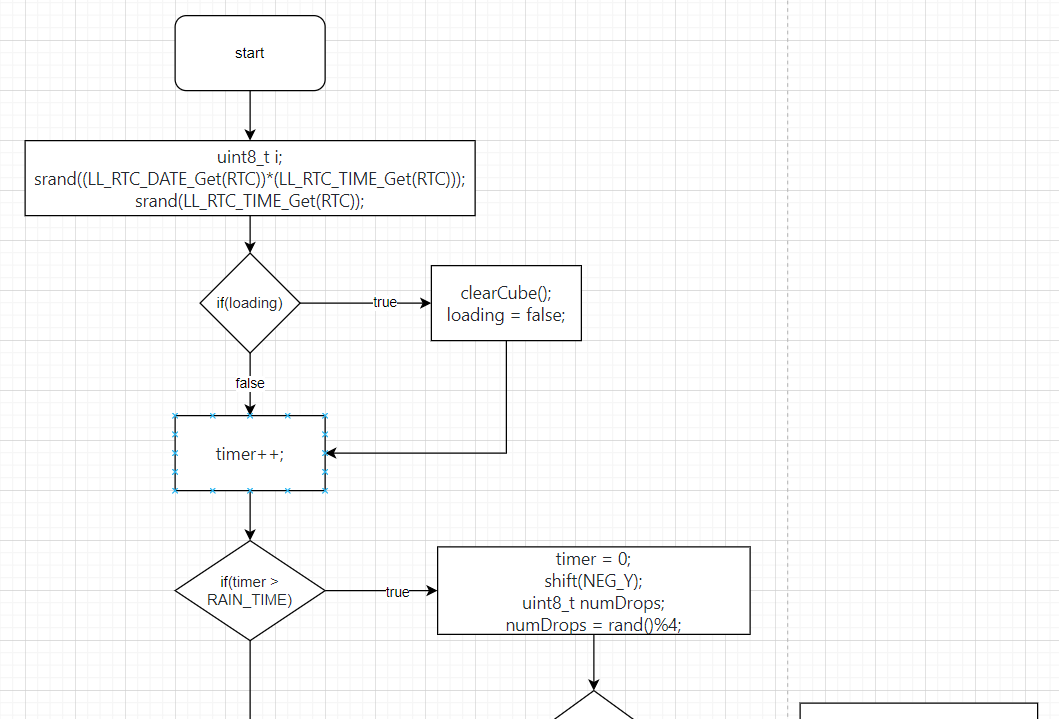 start
uint8_t i;
srand((LL_RTC_DATE_Get(RTC))*(LL_RTC_TIME_Get(RTC)));
srand(LL_RTC_TIME_Get(RTC));
if(loading)
true
clearCube();
loading = false;
false
timer++;
if(timer >
RAIN_TIME)
true
timer = 0;
shift(NEG_Y);
uint8_t numDrops;
numDrops = rand()%4;